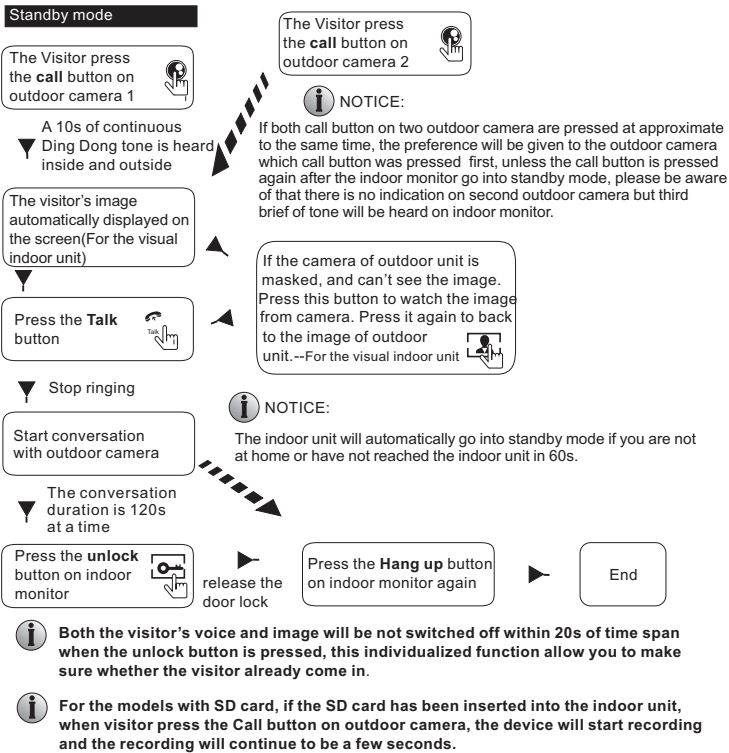 Standby mode
The Visitor press
the call button on
outdoor camera 1
The Visitor press
the call button on
outdoor camera 2
NOTICE:
If both call button on two outdoor camera are pressed at approximate
to the same time, the preference will be given to the outdoor camera
which call button was pressed first, unless the call button is pressed
again after the indoor monitor go into standby mode, please be aware
of that there is no indication on second outdoor camera but third
brief of tone will be heard on indoor monitor.
A 10s of continuous
Ding Dong tone is heard
inside and outside
The visitor's image
automatically displayed on
the screen(For the visual
indoor unit)
If the camera of outdoor unit is
masked, and can't see the image.
Press this button to watch the image
from camera. Press it again to back
to the image of outdoor
unit.--For the visual indoor unit
Press the Talk
button
Talk
Stop ringing
NOTICE:
The indoor unit will automatically go into standby mode if you are not
at home or have not reached the indoor unit in 60s.
Start conversation
with outdoor camera
The conversation
duration is 120s
at a time
Press the unlock
button on indoor
monitor
release the
door lock
Press the Hang up button
on indoor monitor again
End
Both the visitor's voice and image will be not switched off within 20s of time span
when the unlock button is pressed, this individualized function allow you to make
sure whether the visitor already come in.
For the models with SD card, if the SD card has been inserted into the indoor unit,
when visitor press the Call button on outdoor camera, the device will start recording
and the recording will continue to be a few seconds.